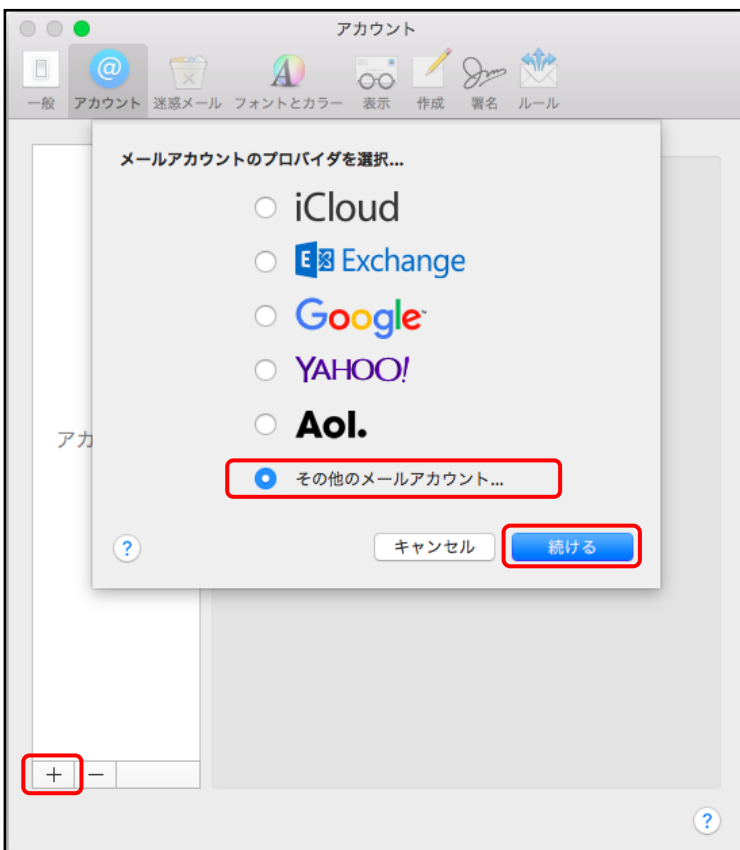 アカウント
一般 アカウント 迷惑メール フォントとカラー 表示 作成 署名 ルール
メールアカウントのプロバイダを選択...
iCloud
Exchange
Google
YAHOO!
Aol.
アカ
その他のメールアカウント...
? キャンセル 続ける
+ −
?